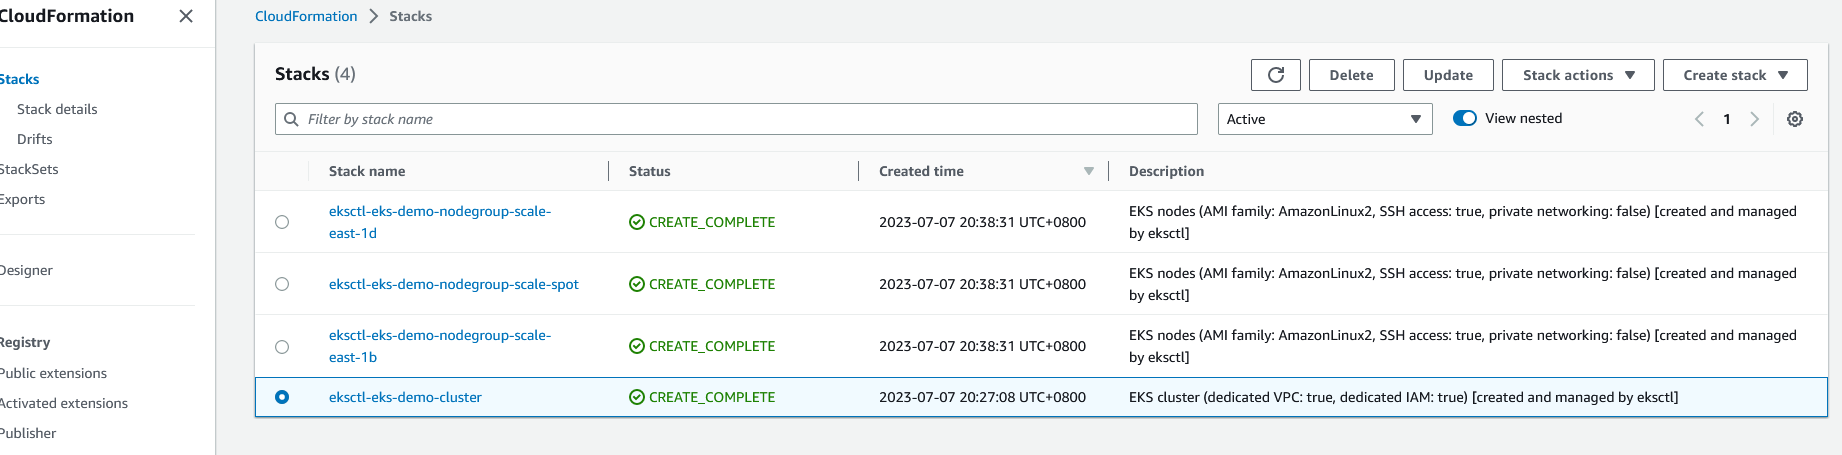 CloudFormation
CloudFormation > Stacks
Stacks
Stack details
Drifts
StackSets
Exports
Designer
Registry
Public extensions
Activated extensions
Publisher
Stacks (4)
Delete
Update
Stack actions
Create stack
Filter by stack name
Active
View nested
1
Stack name Status Created time Description
eksctl-eks-demo-nodegroup-scale-
east-1d
CREATE_COMPLETE
2023-07-07 20:38:31 UTC+0800
EKS nodes (AMI family: AmazonLinux2, SSH access: true, private networking: false) [created and managed
by eksctl]
eksctl-eks-demo-nodegroup-scale-spot
CREATE_COMPLETE
2023-07-07 20:38:31 UTC+0800
EKS nodes (AMI family: AmazonLinux2, SSH access: true, private networking: false) [created and managed
by eksctl]
eksctl-eks-demo-nodegroup-scale-
east-1b
CREATE_COMPLETE
2023-07-07 20:38:31 UTC+0800
EKS nodes (AMI family: AmazonLinux2, SSH access: true, private networking: false) [created and managed
by eksctl]
eksctl-eks-demo-cluster
CREATE_COMPLETE
2023-07-07 20:27:08 UTC+0800
EKS cluster (dedicated VPC: true, dedicated IAM: true) [created and managed by eksctl]